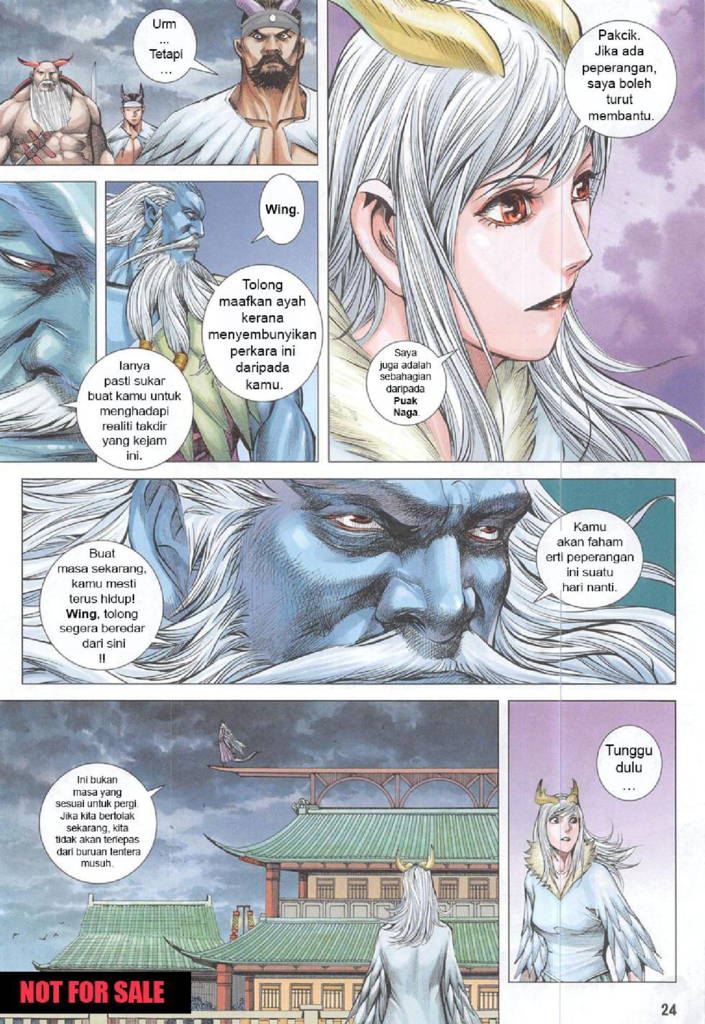 Urm
...
Tetapi
...
Pakcik.
Jika ada
peperangan,
saya boleh
turut
membantu.
Wing.
Tolong
maafkan ayah
kerana
menyembunyikan
perkara ini
daripada
kamu.
Ianya
pasti sukar
buat kamu untuk
menghadapi
realiti takdir
yang kejam
ini.
Saya
juga adalah
sebahagian
daripada
Puak
Naga.
Buat
masa sekarang,
kamu mesti
terus hidup!
Wing, tolong
segera beredar
dari sini
!!
Kamu
akan faham
erti peperangan
ini suatu
hari nanti.
Ini bukan
masa yang
sesuai untuk pergi.
Jika kita bertolak
sekarang, kita
tidak akan terlepas
dari buruan tentera
musuh.
Tunggu
dulu
...
NOT FOR SALE
24